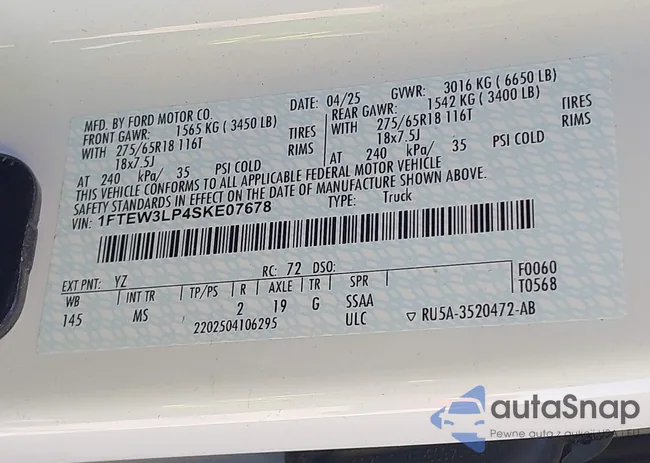 MFD. BY FORD MOTOR CO. DATE: 04/25 GVWR: 3016 KG ( 6650 LB)
FRONT GAWR: 1565 KG ( 3450 LB) REAR GAWR: 1542 KG ( 3400 LB)
WITH 275/65R18 116T TIRES WITH 275/65R18 116T TIRES
18x7.5J RIMS 18x7.5J RIMS
AT 240 kPa/ 35 PSI COLD AT 240 kPa/ 35 PSI COLD
THIS VEHICLE CONFORMS TO ALL APPLICABLE FEDERAL MOTOR VEHICLE
SAFETY STANDARDS IN EFFECT ON THE DATE OF MANUFACTURE SHOWN ABOVE.
VIN: 1FTEW3LP4SKE07678 TYPE: Truck
EXT PNT: YZ RC: 72 DSO: F0060
WB INT TR TP/PS R AXLE TR SPR T0568
145 MS 2 19 G SSAA
2202504106295 ULC ▽ RU5A-3520472-AB
autaSnap
Pewne auta z aukcji USA i EU